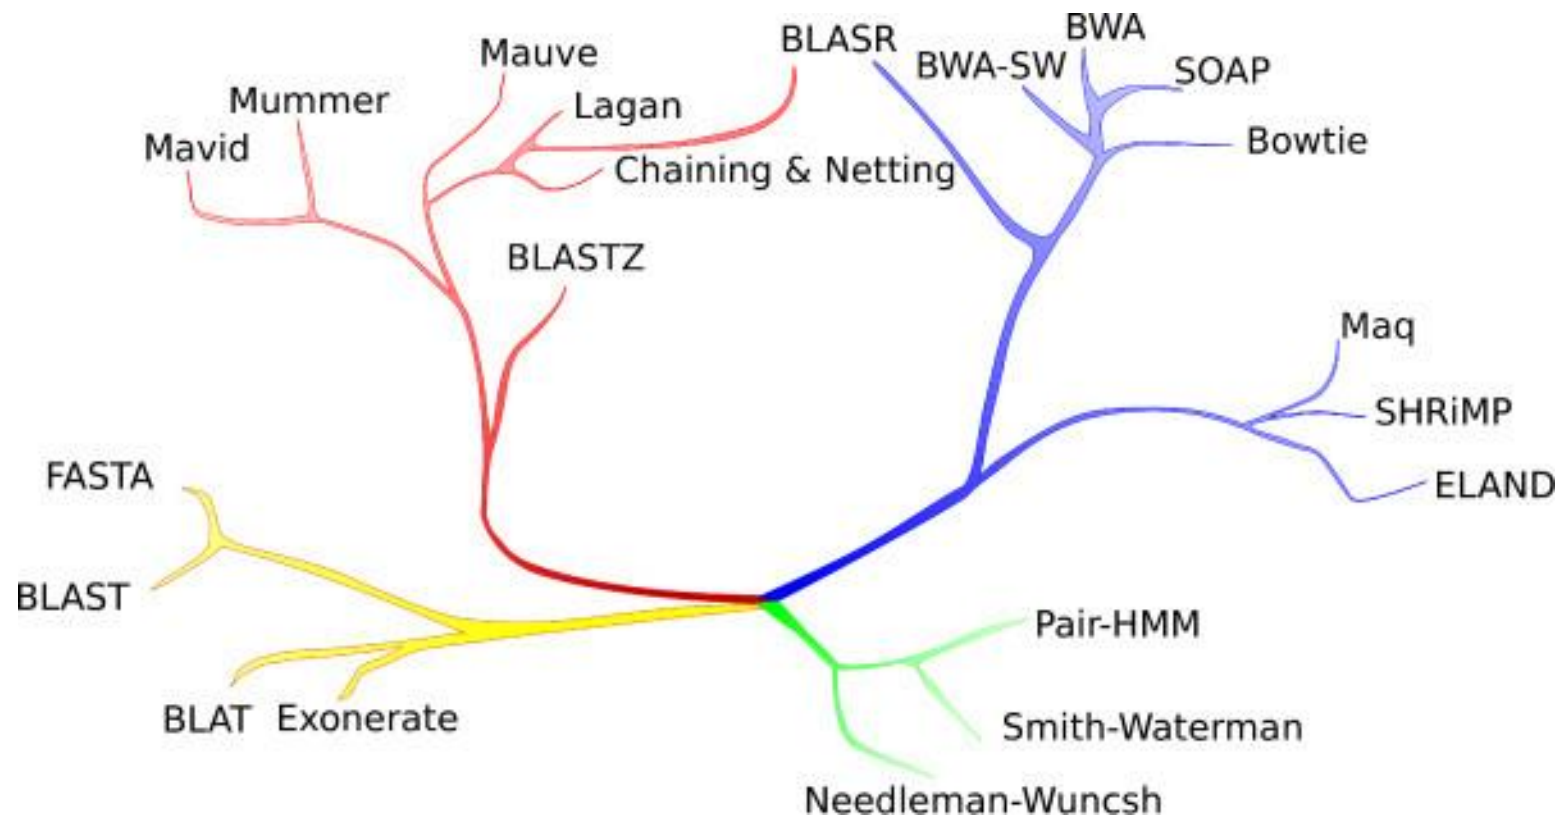 BWA
BLASR
Mauve
BWA-SW
SOAP
Mummer
Lagan
Mavid
Bowtie
Chaining & Netting
BLASTZ
Maq
SHRiMP
FASTA
ELAND
BLAST
Pair-HMM
BLAT
Exonerate
Smith-Waterman
Needleman-Wuncsh